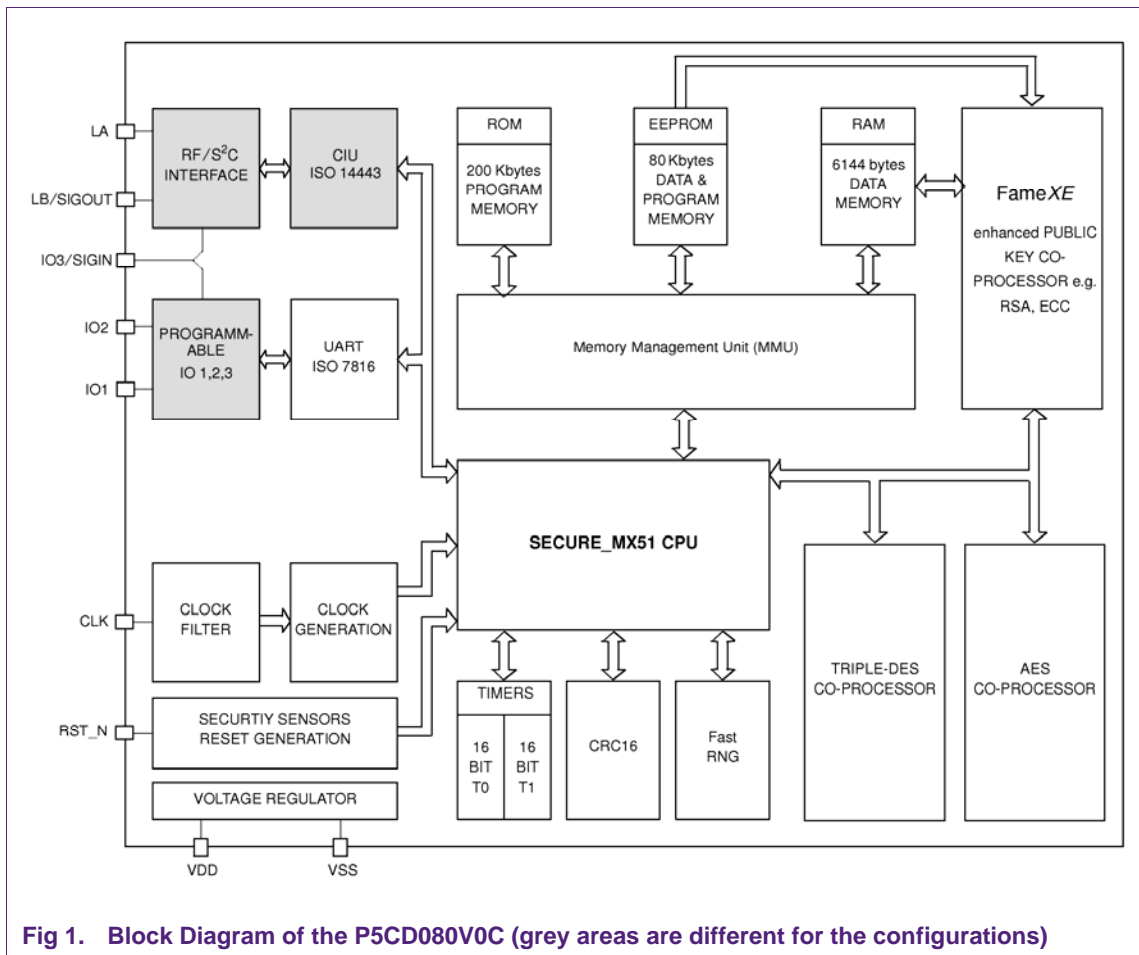 LA
LB/SIGOUT
IO3/SIGIN
IO2
IO1
CLK
RST_N
RF/S²C
INTERFACE
CIU
ISO 14443
PROGRAMM-
ABLE
IO 1,2,3
UART
ISO 7816
ROM
200 Kbytes
PROGRAM
MEMORY
EEPROM
80 Kbytes
DATA &
PROGRAM
MEMORY
RAM
6144 bytes
DATA
MEMORY
FameXE
enhanced PUBLIC
KEY CO-
PROCESSOR e.g.
RSA, ECC
Memory Management Unit (MMU)
SECURE_MX51 CPU
CLOCK
FILTER
CLOCK
GENERATION
SECURTIY SENSORS
RESET GENERATION
VOLTAGE REGULATOR
VDD
VSS
TIMERS
16
BIT
T0
16
BIT
T1
CRC16
Fast
RNG
TRIPLE-DES
CO-PROCESSOR
AES
CO-PROCESSOR
Fig 1. Block Diagram of the P5CD080V0C (grey areas are different for the configurations)